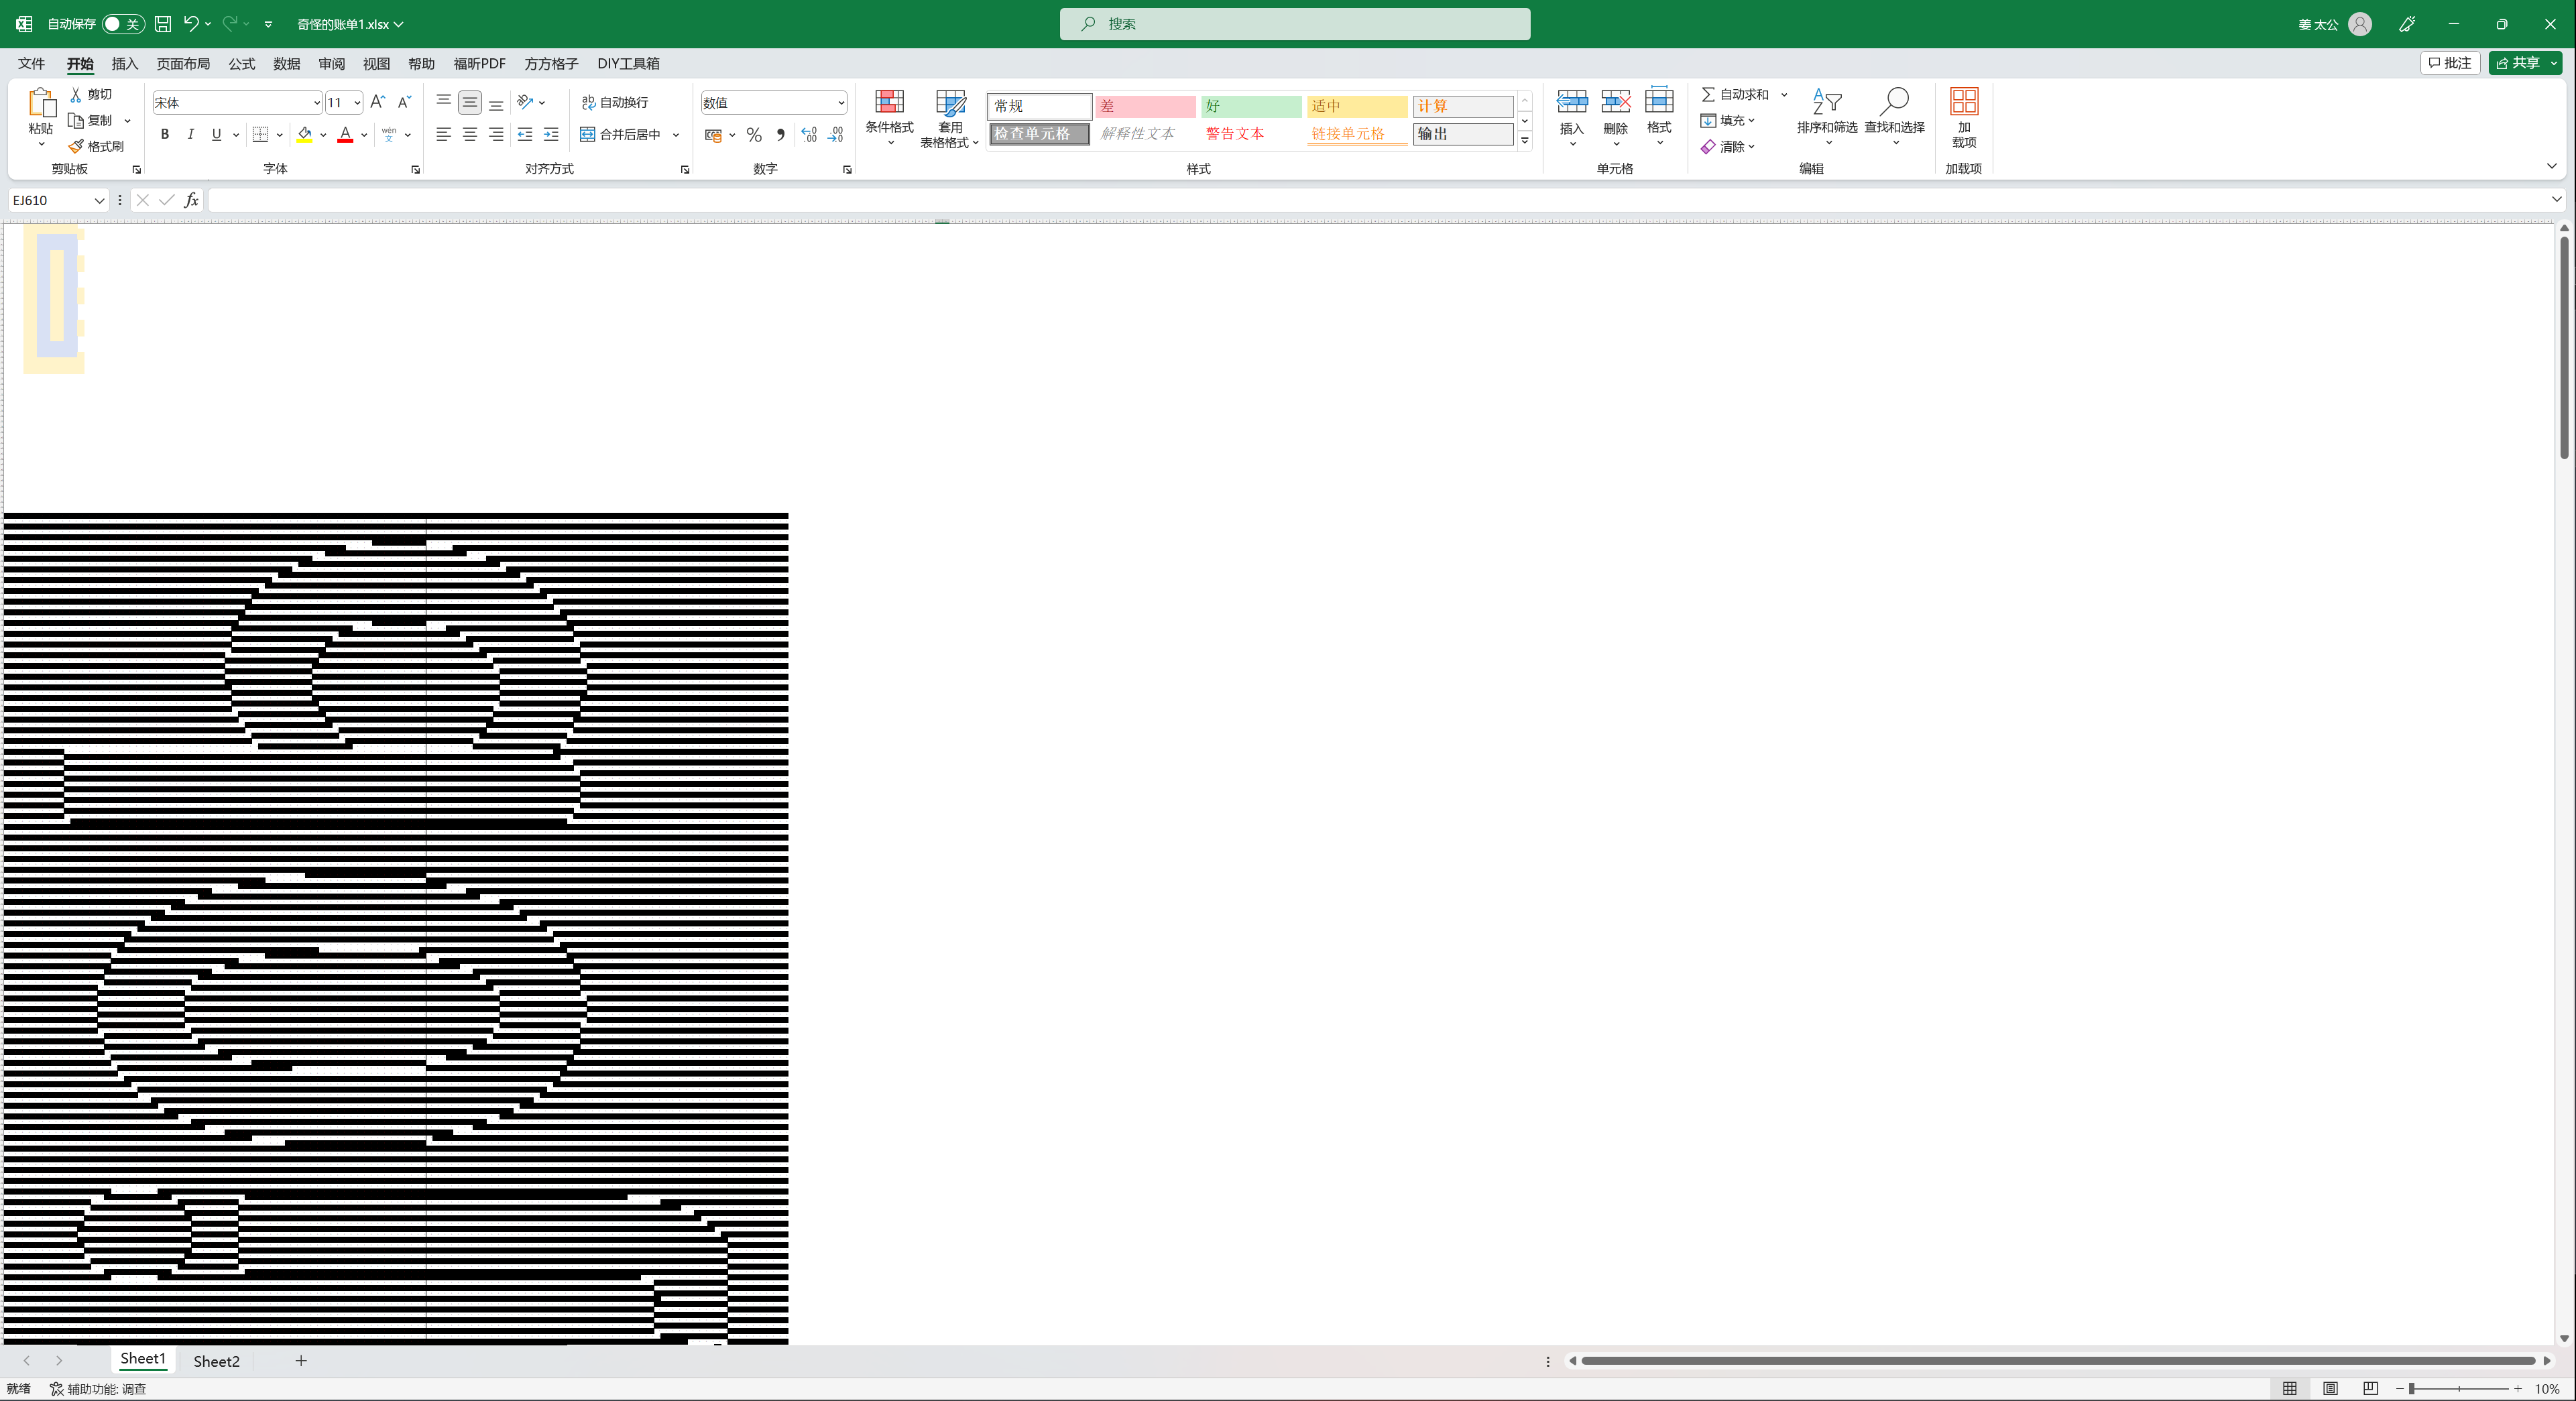 自动保存 关 奇怪的账单1.xlsx 搜索 姜 太公
文件 开始 插入 页面布局 公式 数据 审阅 视图 帮助 福昕PDF 方方格子 DIY工具箱 批注 共享
粘贴 剪切 复制 格式刷 剪贴板
宋体 11 B I U A wén 文 字体
ab 自动换行 合并后居中 对齐方式
数值 % 数字
条件格式 套用 表格格式
常规 差 好 适中 计算
检查单元格 解释性文本 警告文本 链接单元格 输出
样式
插入 删除 格式 单元格
自动求和 填充 清除 排序和筛选 查找和选择 编辑
加 载项 加载项
EJ610 fx
Sheet1 Sheet2
就绪 辅助功能: 调查 10%